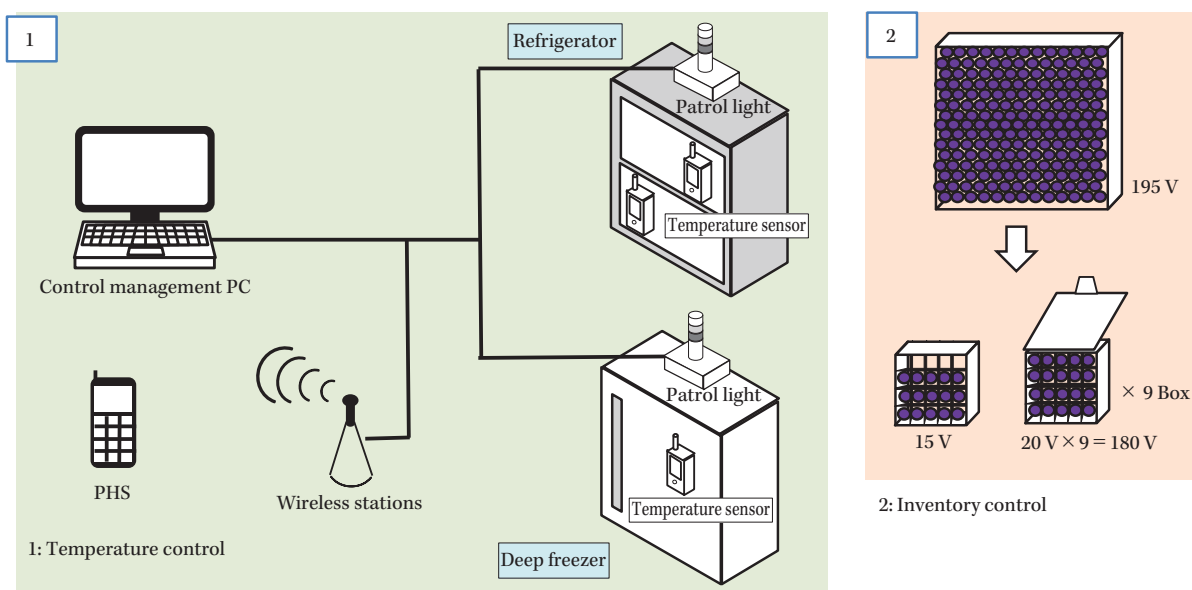 1
Refrigerator
Patrol light
Temperature sensor
Control management PC
PHS
Wireless stations
Patrol light
Temperature sensor
Deep freezer
1: Temperature control
2
195 V
15 V
× 9 Box
20 V × 9 = 180 V
2: Inventory control